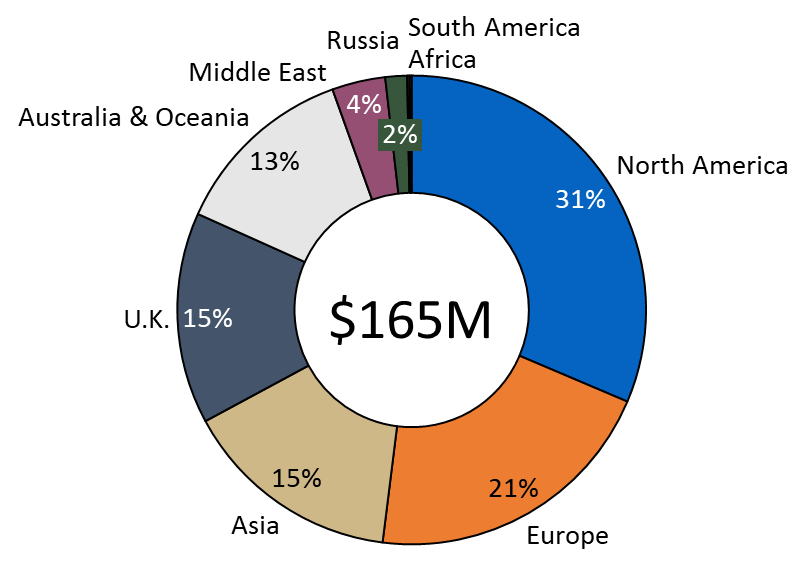 South America
Russia
Africa
Middle East
4%
Australia & Oceania
2%
13%
North America
31%
$165M
U.K.
15%
15%
21%
Asia
Europe